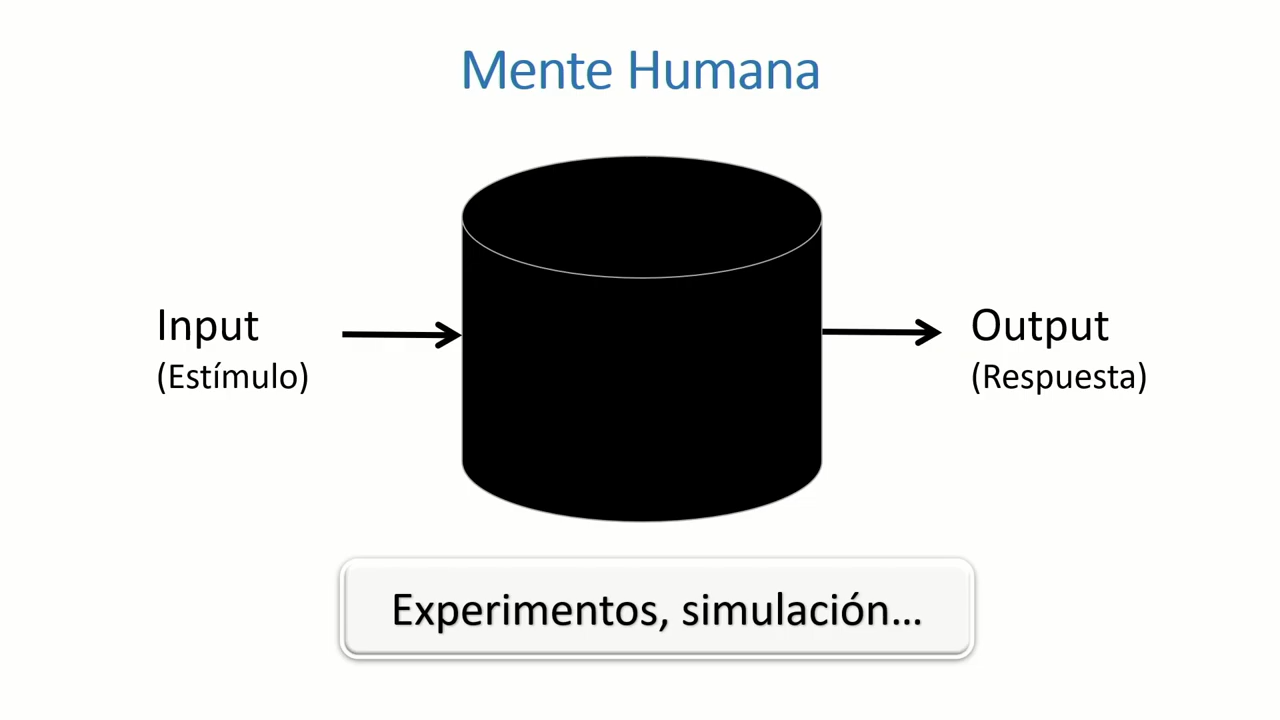 Mente Humana
Input
(Estímulo)
Output
(Respuesta)
Experimentos, simulación…